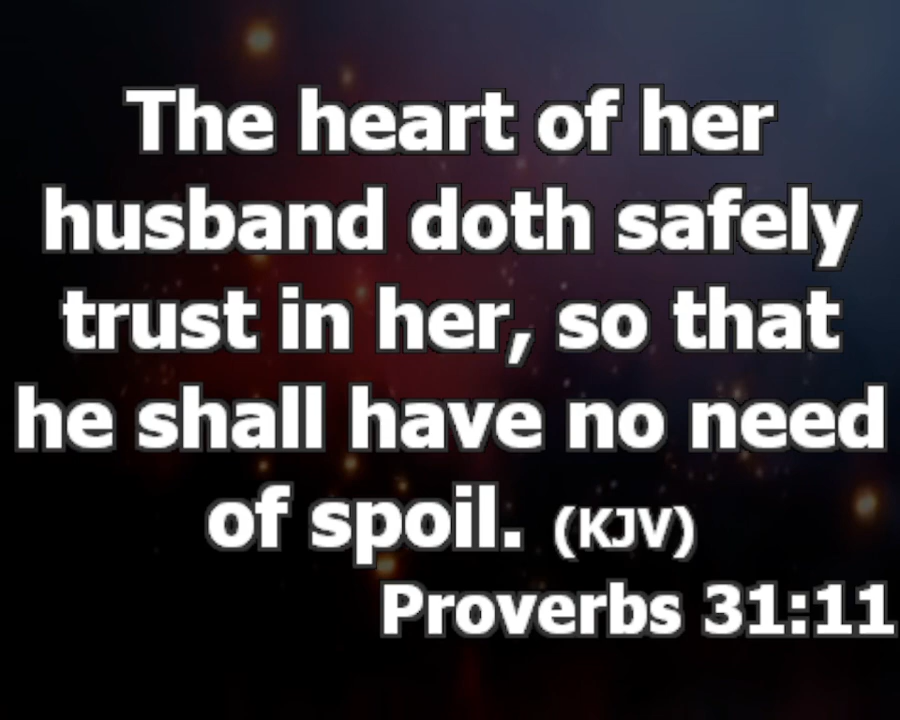 The heart of her
husband doth safely
trust in her, so that
he shall have no need
of spoil. (KJV)
Proverbs 31:11